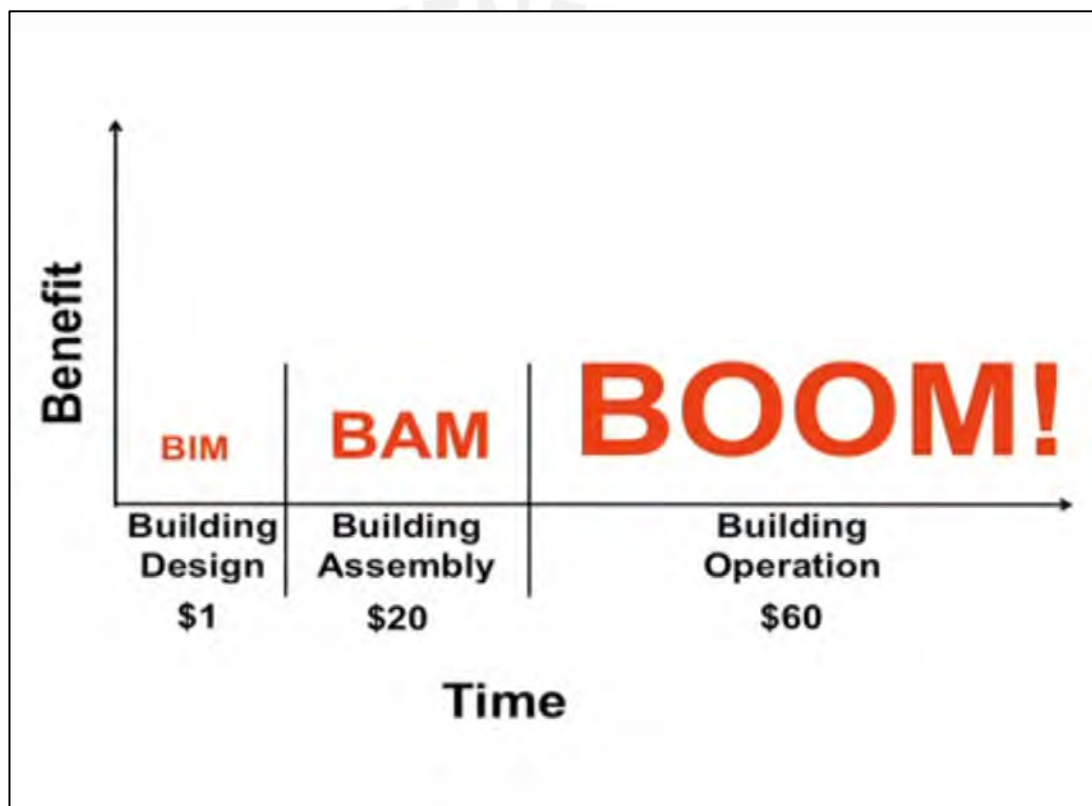 Benefit
BIM
BAM
BOOM!
Building
Design
$1
Building
Assembly
$20
Building
Operation
$60
Time